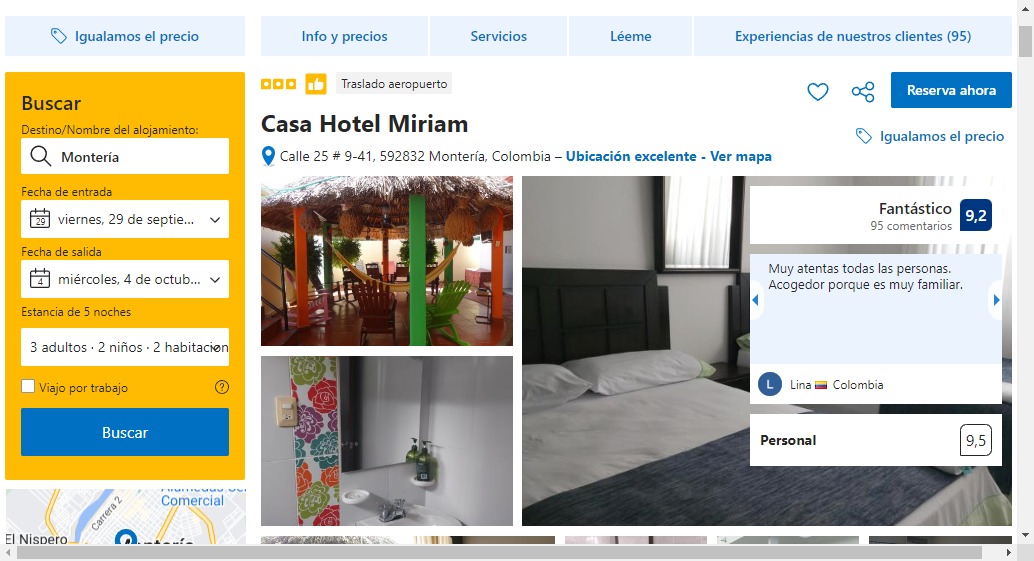 Igualamos el precio
Info y precios
Servicios
Léeme
Experiencias de nuestros clientes (95)
Buscar
Destino/Nombre del alojamiento:
Montería
Fecha de entrada
29
viernes, 29 de septie...
Fecha de salida
4
miércoles, 4 de octub...
Estancia de 5 noches
3 adultos · 2 niños · 2 habitacion
Viajo por trabajo
Buscar
Traslado aeropuerto
Reserva ahora
Casa Hotel Miriam
Igualamos el precio
Calle 25 # 9-41, 592832 Montería, Colombia – Ubicación excelente - Ver mapa
Fantástico
95 comentarios
9,2
Muy atentas todas las personas.
Acogedor porque es muy familiar.
L
Lina Colombia
Personal
9,5
Comercial
Carrera 2
El Nispero